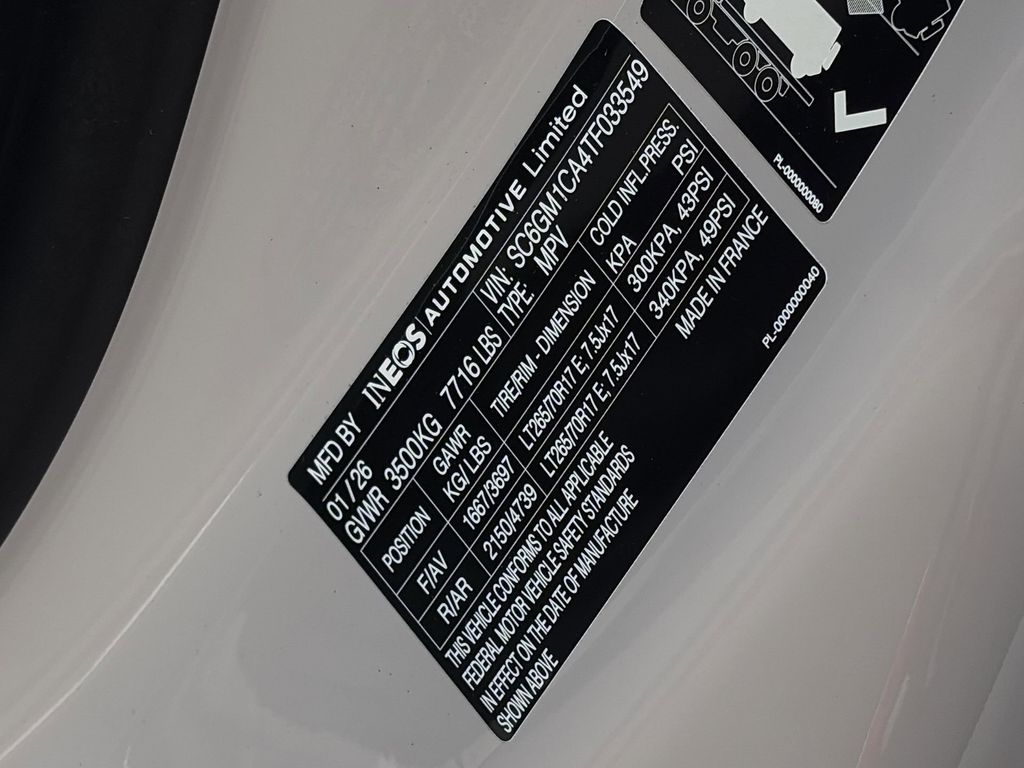 MFD BY INEOS AUTOMOTIVE Limited
01 / 26 VIN: SC6GM1CA4TF033549
GVWR 3500KG 7716 LBS TYPE: MPV
POSITION GAWR KG/ LBS TIRE/RIM - DIMENSION COLD INFL.PRESS. KPA PSI
F/AV 1667/3697 LT265/70R17 E; 7.5Jx17 300KPA, 43PSI
R/AR 2150/4739 LT265/70R17 E; 7.5Jx17 340KPA, 49PSI
THIS VEHICLE CONFORMS TO ALL APPLICABLE MADE IN FRANCE
FEDERAL MOTOR VEHICLE SAFETY STANDARDS
IN EFFECT ON THE DATE OF MANUFACTURE
SHOWN ABOVE
PL-0000000040
PL-0000000080